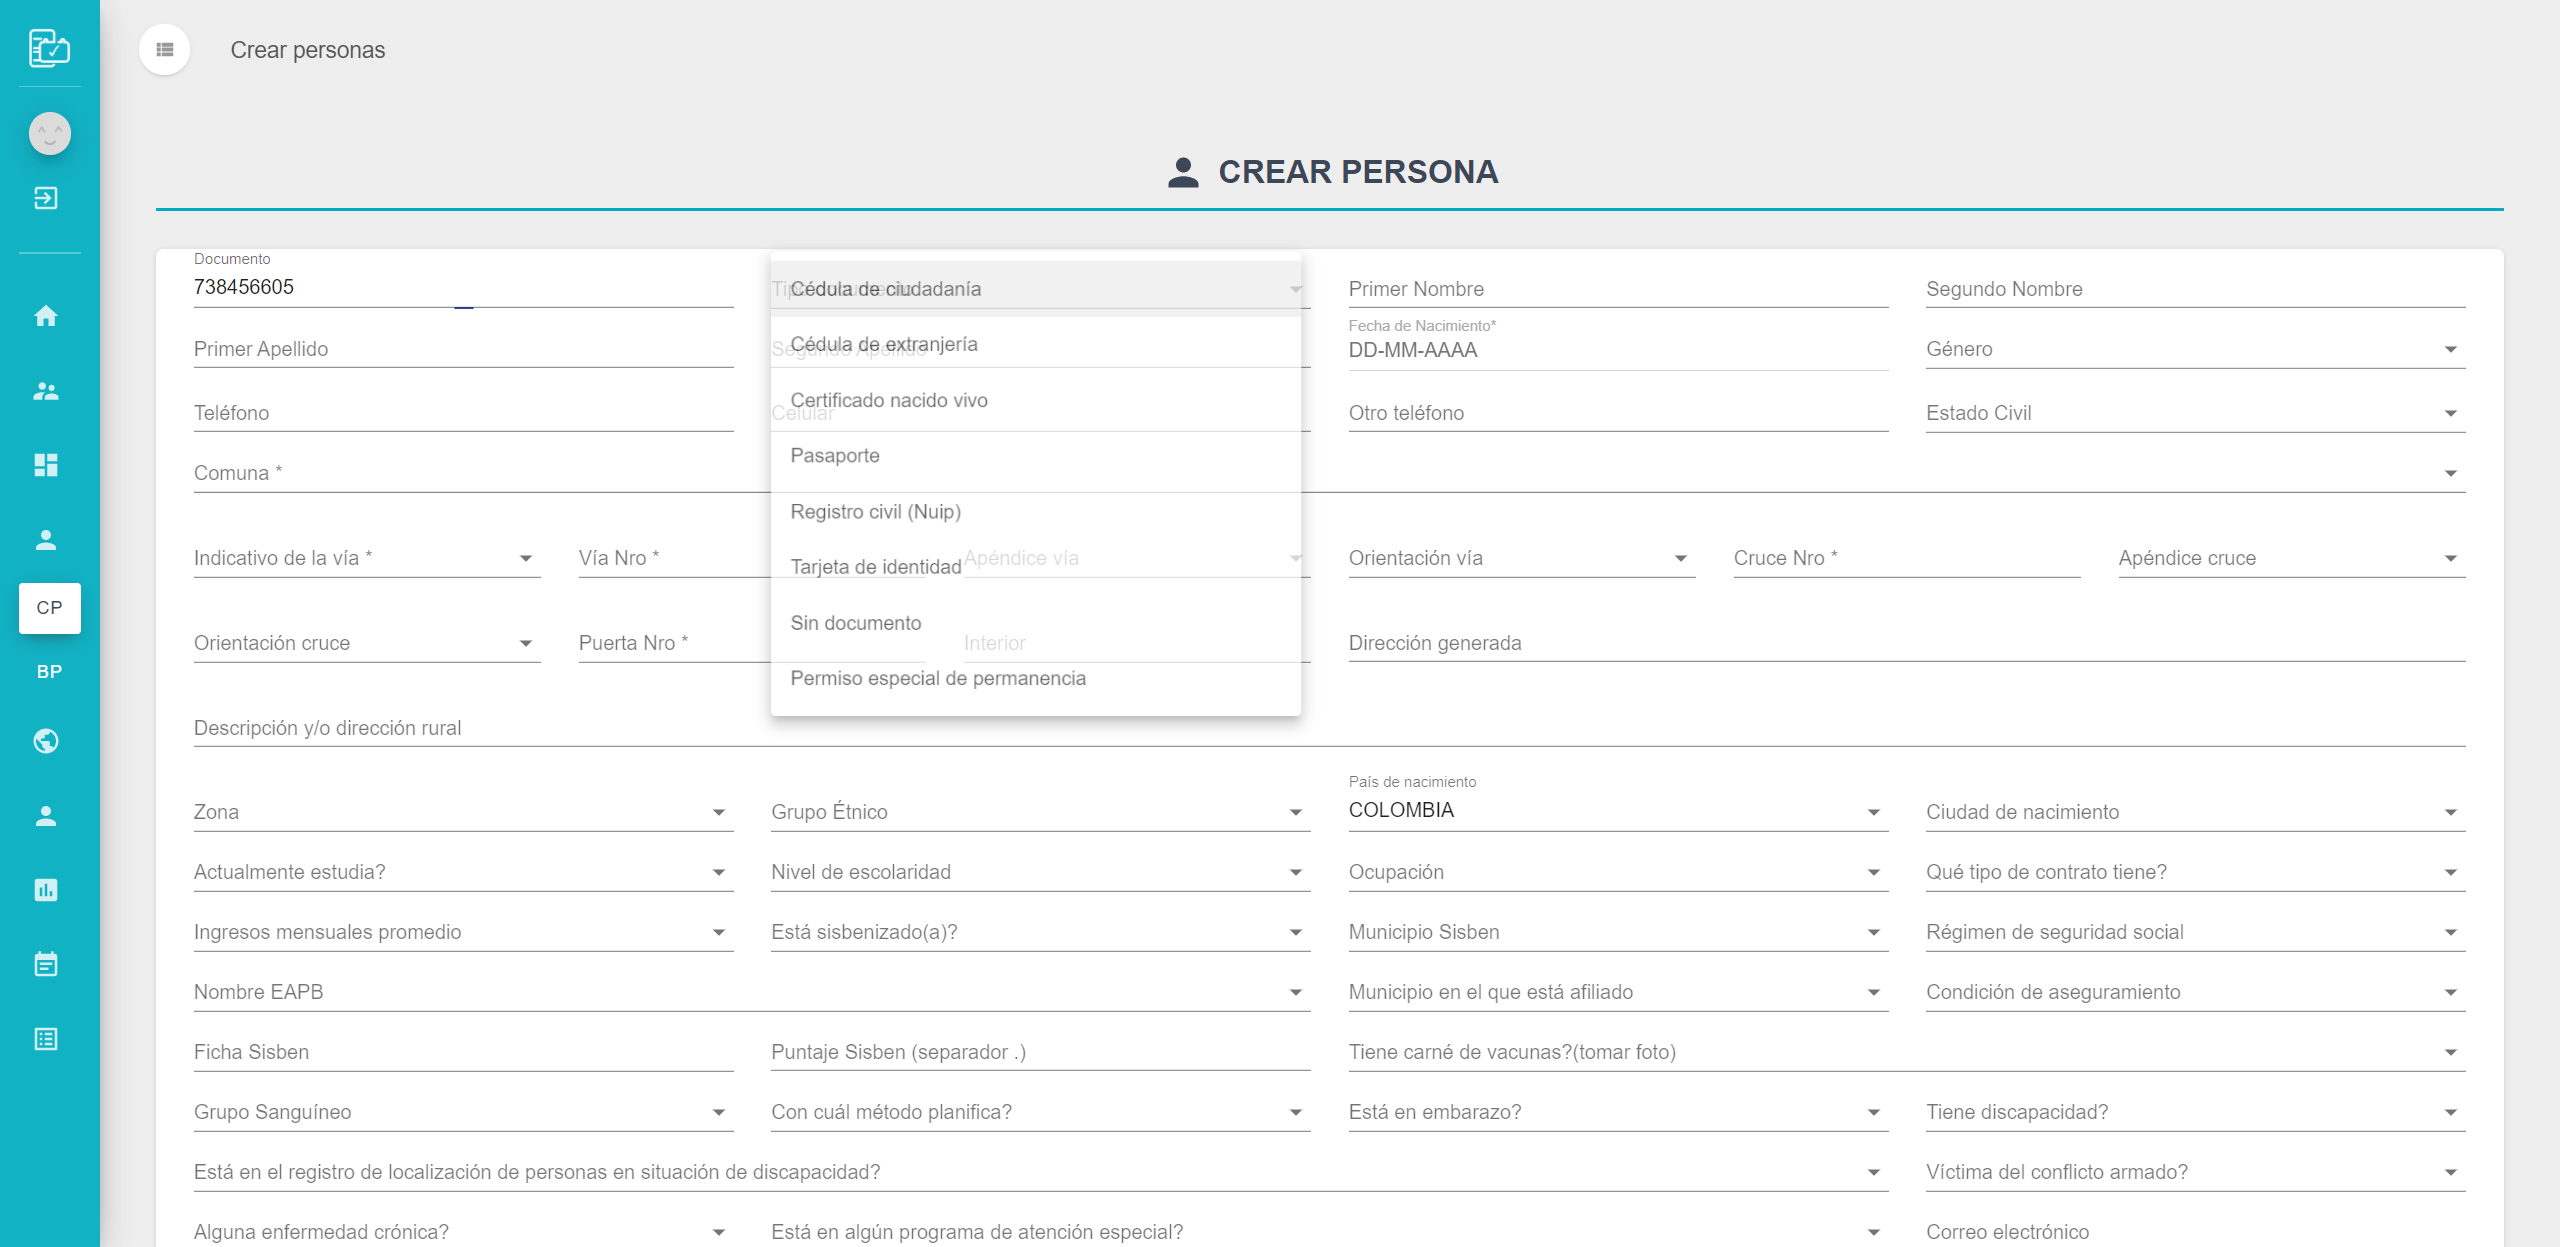 Crear personas
CREAR PERSONA
Documento
738456605
Tipo documento
Cédula de ciudadanía
Primer Nombre
Segundo Nombre
Primer Apellido
Segundo Apellido
Cédula de extranjería
Fecha de Nacimiento*
DD-MM-AAAA
Género
Teléfono
Celular
Certificado nacido vivo
Otro teléfono
Estado Civil
Comuna *
Pasaporte
Registro civil (Nuip)
Indicativo de la vía *
Vía Nro *
Tarjeta de identidad
Apéndice vía
Orientación vía
Cruce Nro *
Apéndice cruce
CP
Sin documento
Orientación cruce
Puerta Nro *
Interior
Dirección generada
BP
Permiso especial de permanencia
Descripción y/o dirección rural
Zona
Grupo Étnico
País de nacimiento
COLOMBIA
Ciudad de nacimiento
Actualmente estudia?
Nivel de escolaridad
Ocupación
Qué tipo de contrato tiene?
Ingresos mensuales promedio
Está sisbenizado(a)?
Municipio Sisben
Régimen de seguridad social
Nombre EAPB
Municipio en el que está afiliado
Condición de aseguramiento
Ficha Sisben
Puntaje Sisben (separador .)
Tiene carné de vacunas?(tomar foto)
Grupo Sanguíneo
Con cuál método planifica?
Está en embarazo?
Tiene discapacidad?
Está en el registro de localización de personas en situación de discapacidad?
Víctima del conflicto armado?
Alguna enfermedad crónica?
Está en algún programa de atención especial?
Correo electrónico